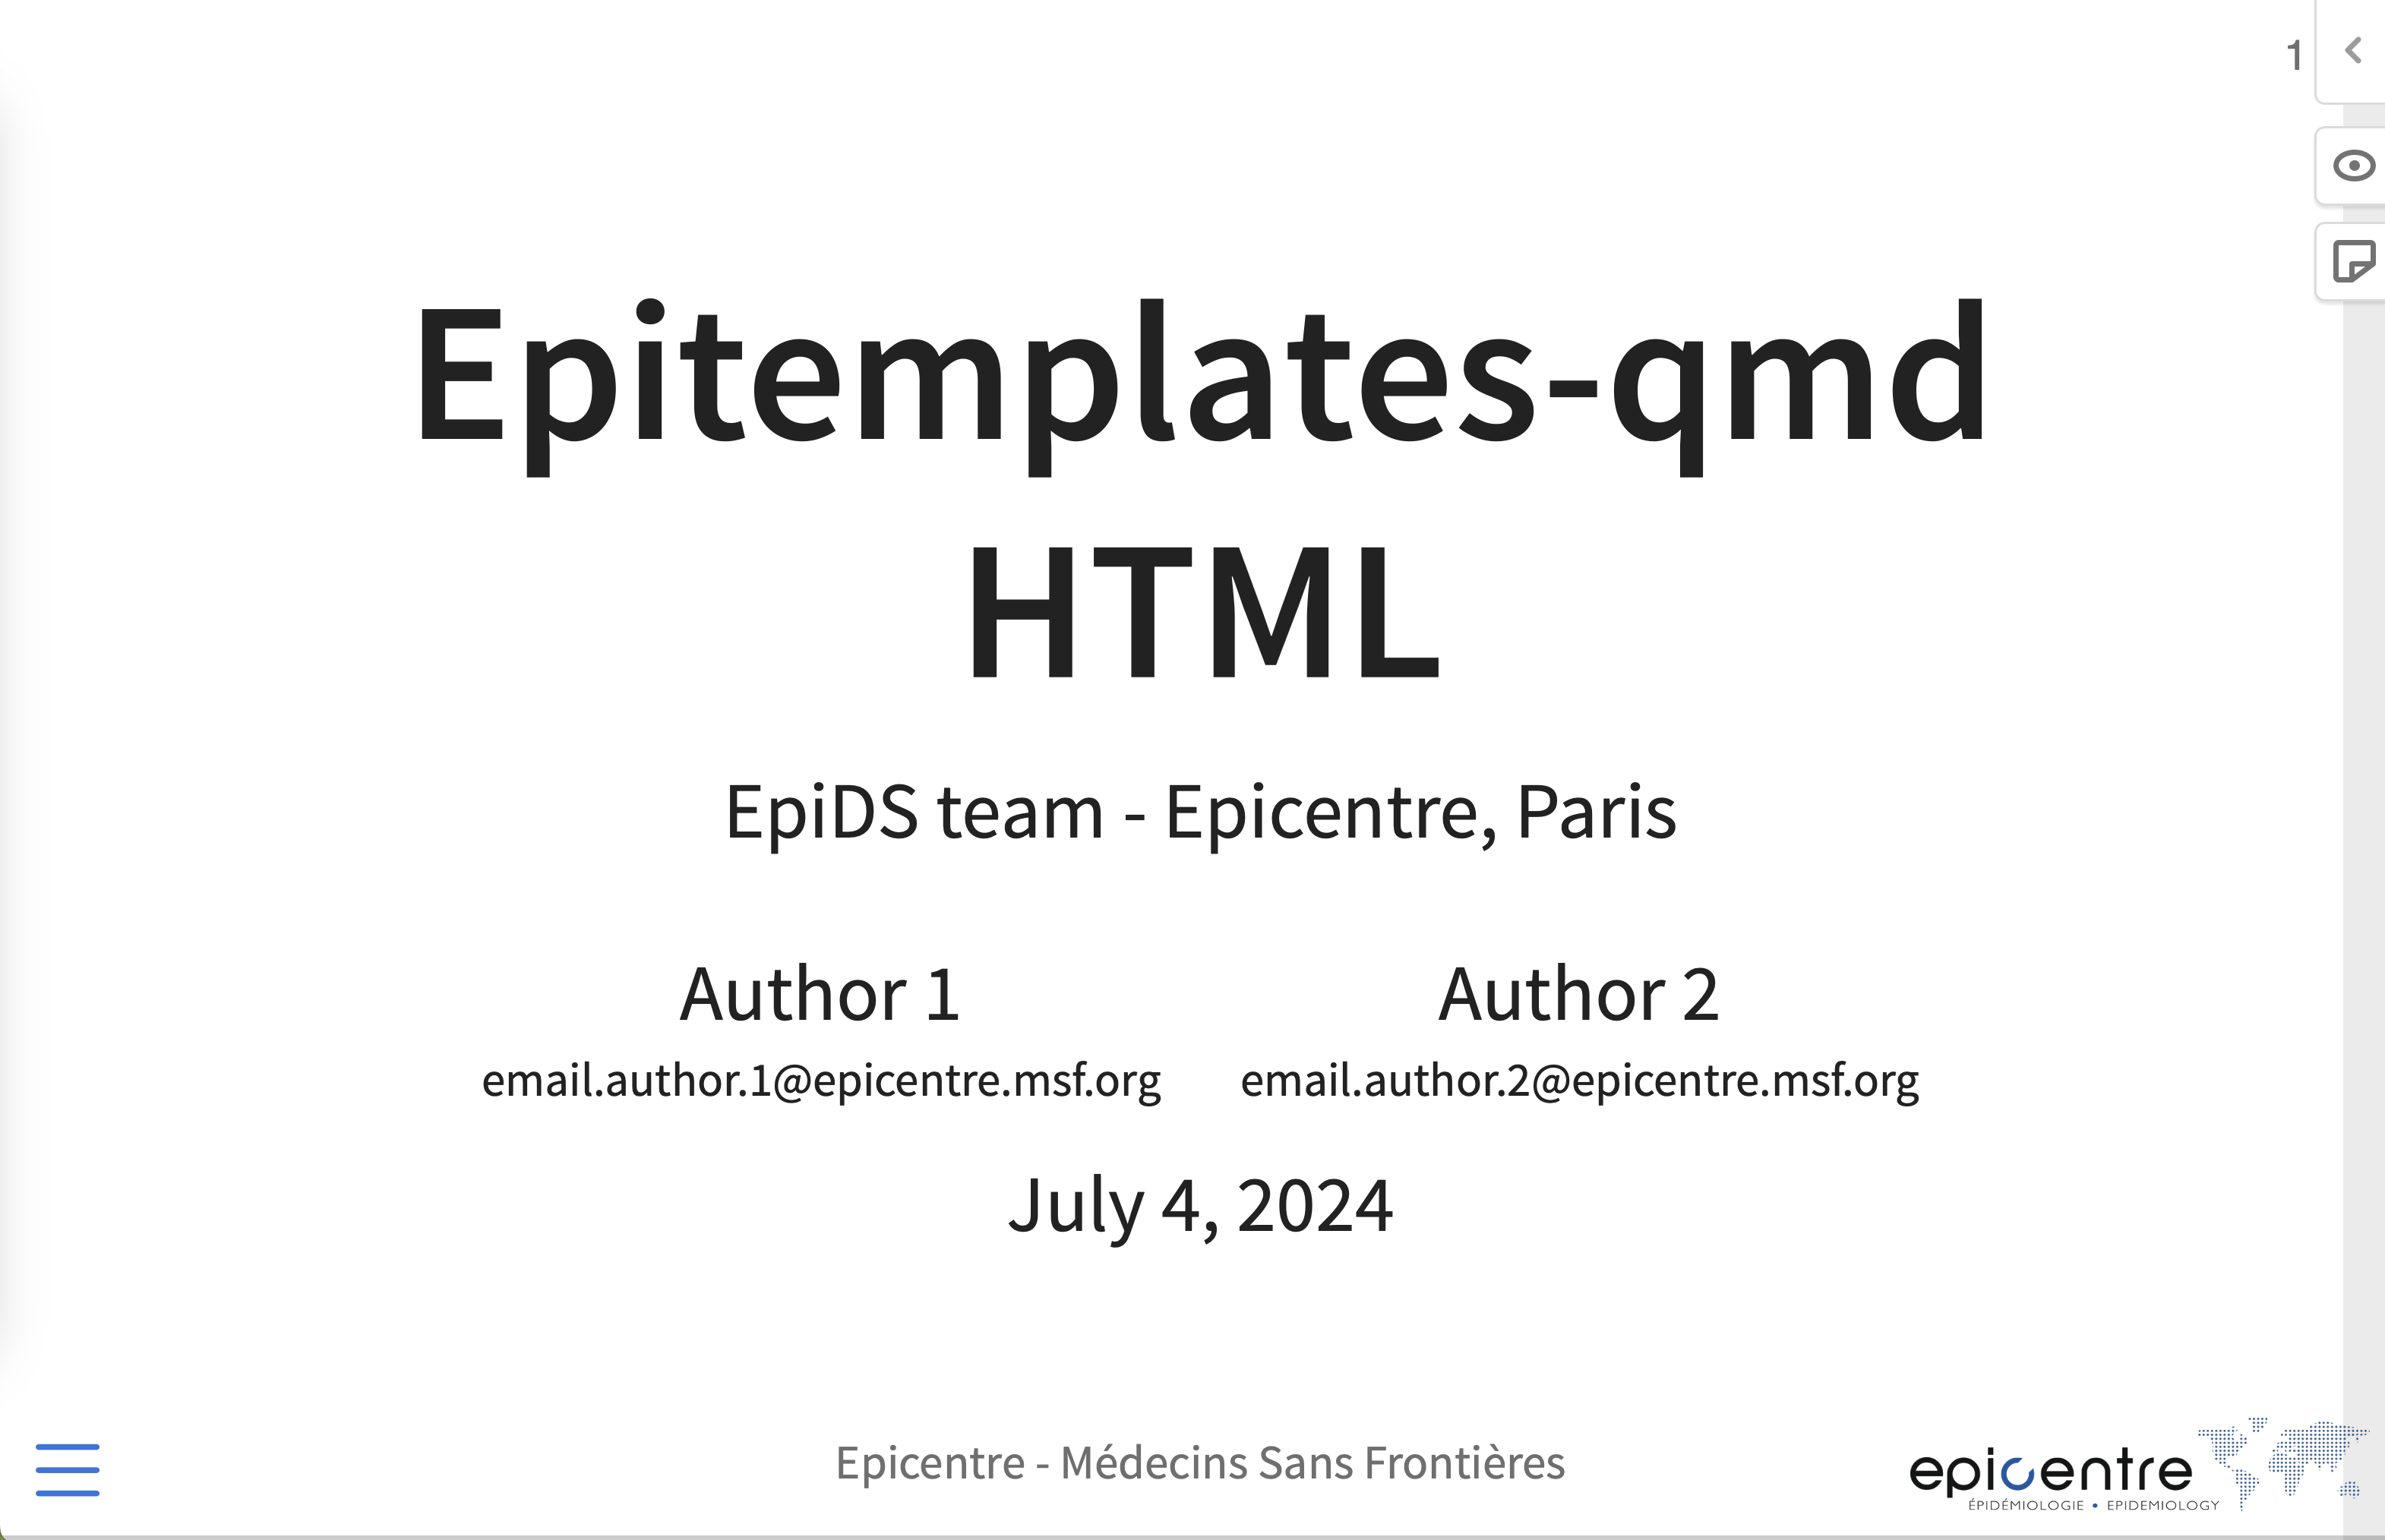 1
Epitemplates-qmd
HTML
EpiDS team - Epicentre, Paris
Author 1
email.author.1@epicentre.msf.org
Author 2
email.author.2@epicentre.msf.org
July 4, 2024
Epicentre - Médecins Sans Frontières
epicentre
ÉPIDÉMIOLOGIE • EPIDEMIOLOGY